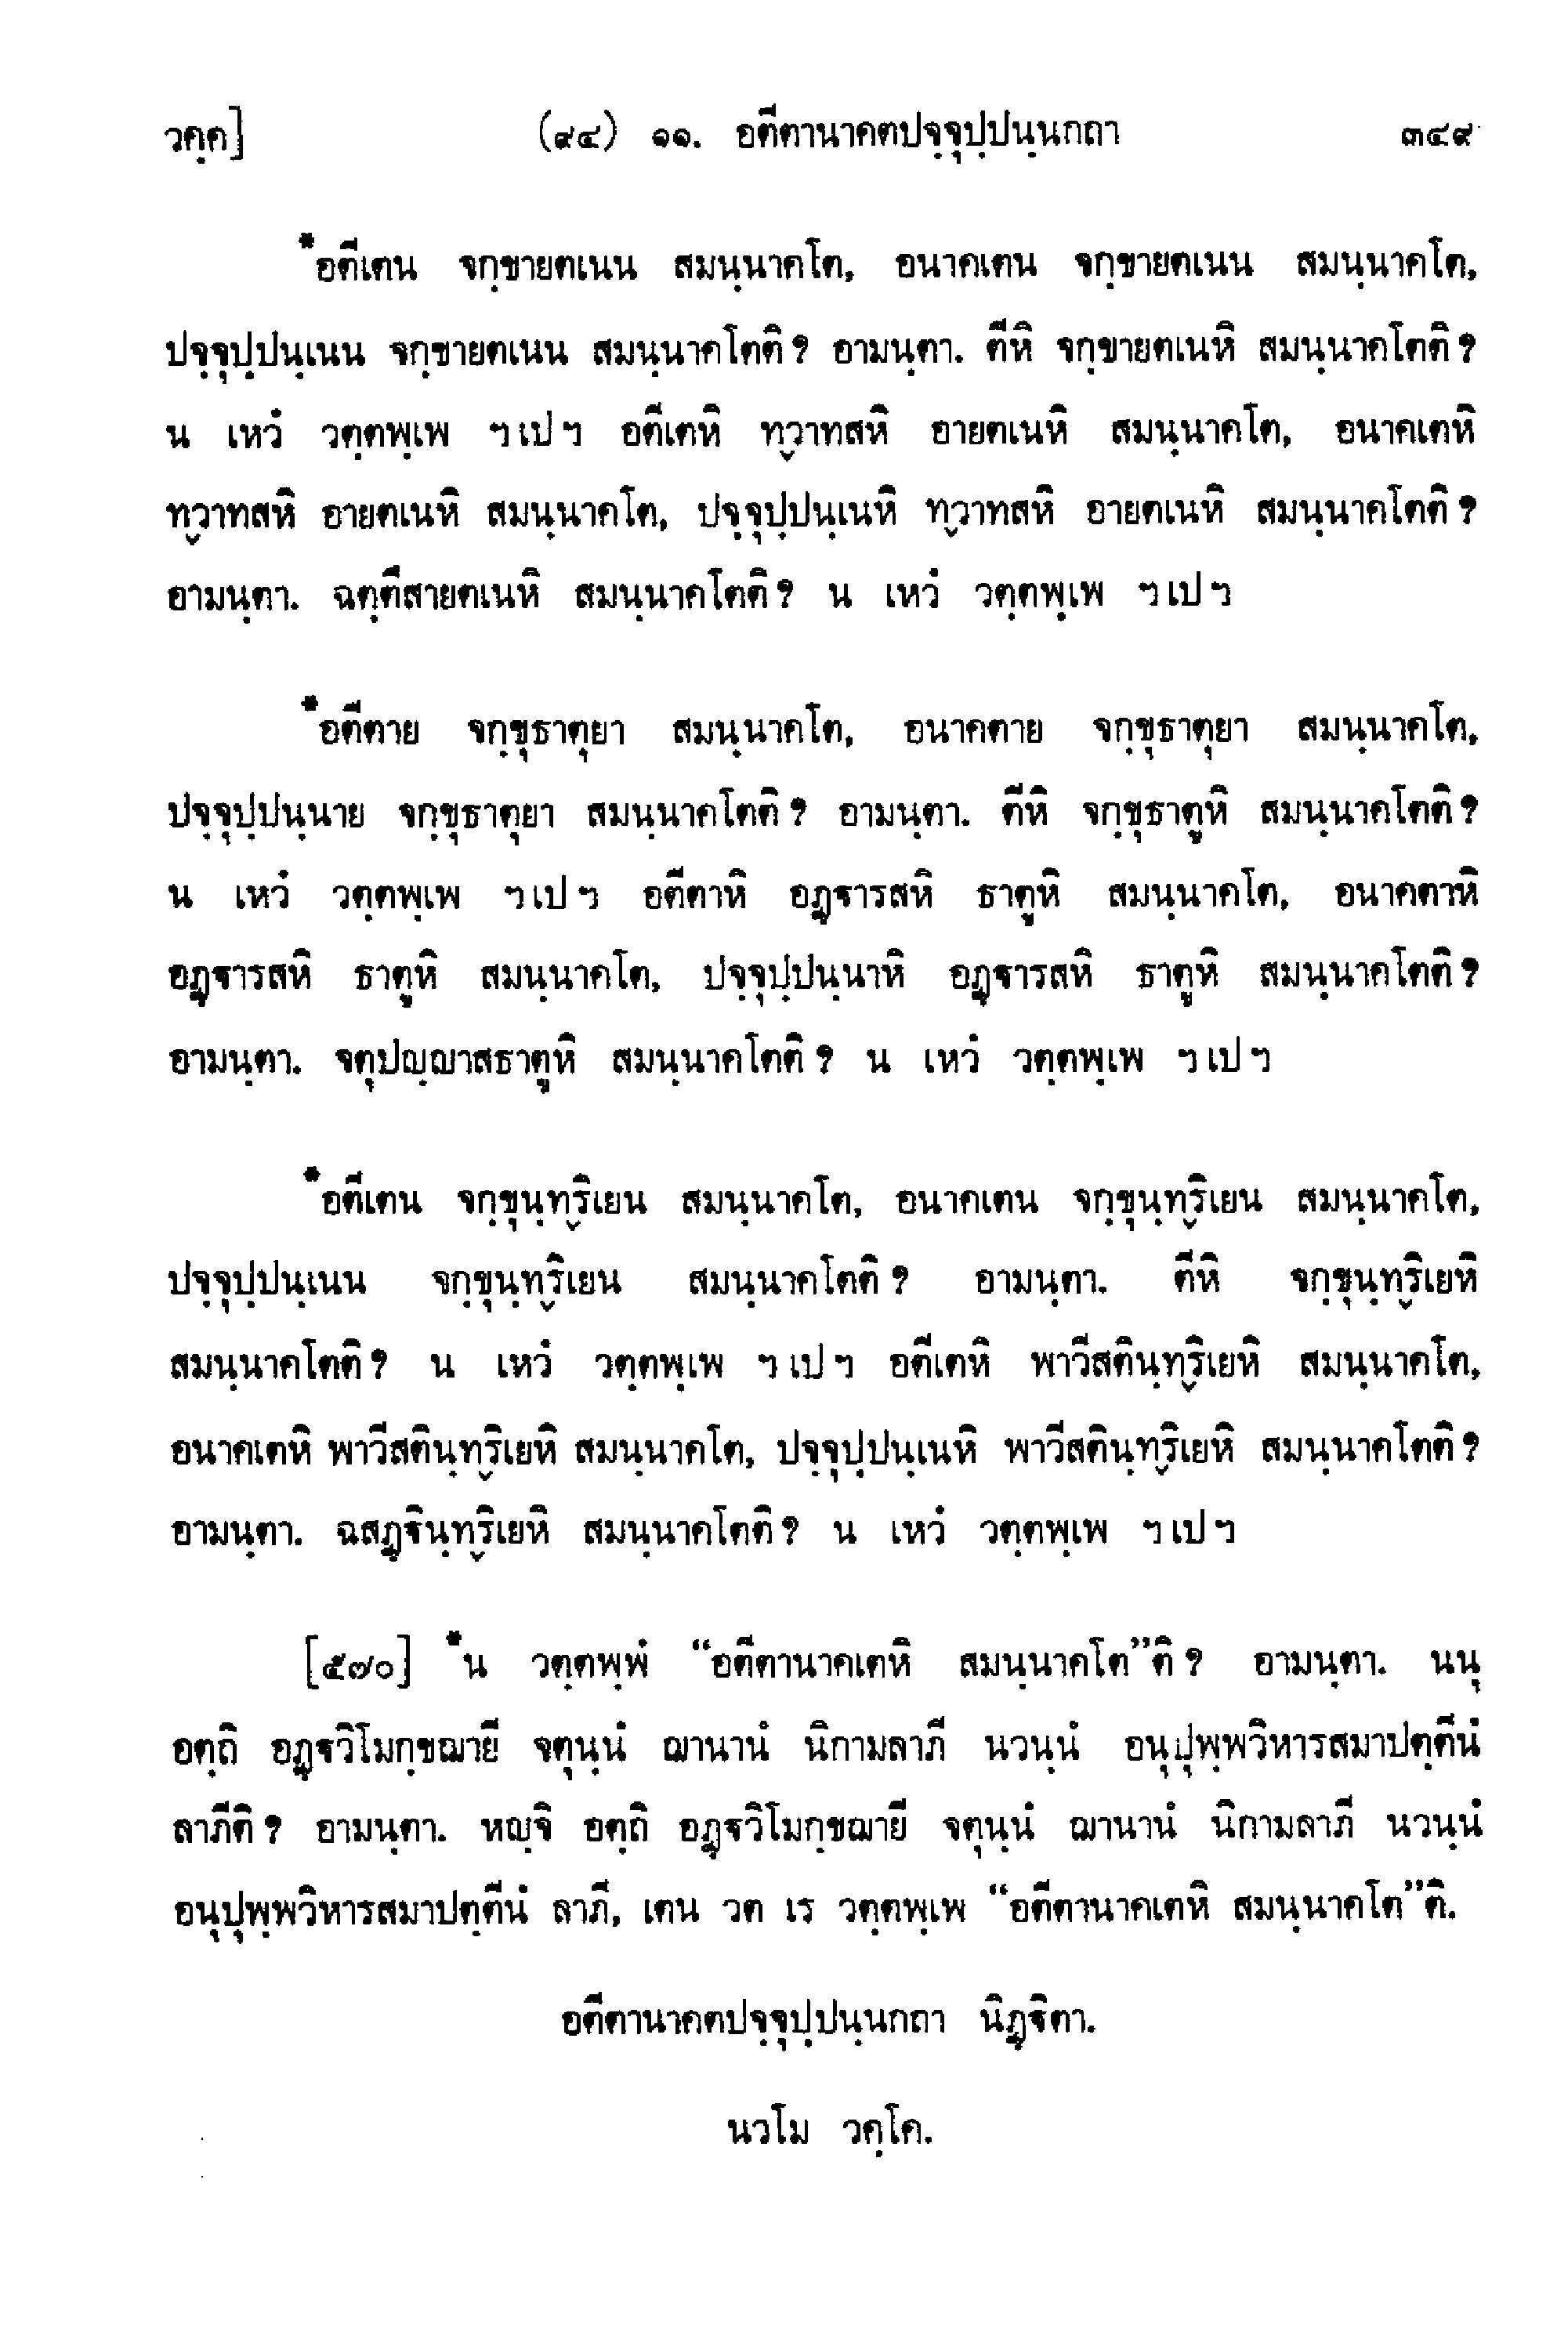 วคฺค]
(๙๔) ๑๑. อตีตานาคตปจฺจุปฺปนฺนกถา
๓๔๙
*อตีเตน จกฺขายตเนน สมนฺนาคโต, อนาคเตน จกฺขายตเนน สมนฺนาคโต,
ปจฺจุปฺปนฺเนน จกฺขายตเนน สมนฺนาคโตติ? อามนฺตา. ตีหิ จกฺขายตเนหิ สมนฺนาคโตติ?
น เหวํ วตฺตพฺเพ ฯ เป ฯ อตีเตหิ ทฺวาทสหิ อายตเนหิ สมนฺนาคโต, อนาคเตหิ
ทฺวาทสหิ อายตเนหิ สมนฺนาคโต, ปจฺจุปฺปนฺเนหิ ทฺวาทสหิ อายตเนหิ สมนฺนาคโตติ?
อามนฺตา. ฉตฺตึสายตเนหิ สมนฺนาคโตติ? น เหวํ วตฺตพฺเพ ฯ เป ฯ
*อตีตาย จกฺขุธาตุยา สมนฺนาคโต, อนาคตาย จกฺขุธาตุยา สมนฺนาคโต,
ปจฺจุปฺปนฺนาย จกฺขุธาตุยา สมนฺนาคโตติ? อามนฺตา. ตีหิ จกฺขุธาตูหิ สมนฺนาคโตติ?
น เหวํ วตฺตพฺเพ ฯ เป ฯ อตีตาหิ อฏฺฐารสหิ ธาตูหิ สมนฺนาคโต, อนาคตาหิ
อฏฺฐารสหิ ธาตูหิ สมนฺนาคโต, ปจฺจุปฺปนฺนาหิ อฏฺฐารสหิ ธาตูหิ สมนฺนาคโตติ?
อามนฺตา. จตุปญฺญาสธาตูหิ สมนฺนาคโตติ? น เหวํ วตฺตพฺเพ ฯ เป ฯ
*อตีเตน จกฺขุนฺทฺริเยน สมนฺนาคโต, อนาคเตน จกฺขุนฺทฺริเยน สมนฺนาคโต,
ปจฺจุปฺปนฺเนน จกฺขุนฺทฺริเยน สมนฺนาคโตติ? อามนฺตา. ตีหิ จกฺขุนฺทฺริเยหิ
สมนฺนาคโตติ? น เหวํ วตฺตพฺเพ ฯ เป ฯ อตีเตหิ พาวีสตินฺทฺริเยหิ สมนฺนาคโต,
อนาคเตหิ พาวีสตินฺทฺริเยหิ สมนฺนาคโต, ปจฺจุปฺปนฺเนหิ พาวีสตินฺทฺริเยหิ สมนฺนาคโตติ?
อามนฺตา. ฉสฏฺฐินฺทฺริเยหิ สมนฺนาคโตติ? น เหวํ วตฺตพฺเพ ฯ เป ฯ
[๕๗๐] *น วตฺตพฺพํ “อตีตานาคเตหิ สมนฺนาคโต”ติ? อามนฺตา. นนุ
อตฺถิ อฏฺฐวิโมกฺขฌายี จตุนฺนํ ฌานานํ นิกามลาภี นวนฺนํ อนุปุพฺพวิหารสมาปตฺตีนํ
ลาภีติ? อามนฺตา. หญฺจิ อตฺถิ อฏฺฐวิโมกฺขฌายี จตุนฺนํ ฌานานํ นิกามลาภี นวนฺนํ
อนุปุพฺพวิหารสมาปตฺตีนํ ลาภี, เตน วต เร วตฺตพฺเพ “อตีตานาคเตหิ สมนฺนาคโต”ติ.
อตีตานาคตปจฺจุปฺปนฺนกถา นิฏฺฐิตา.
นวโม วคฺโค.